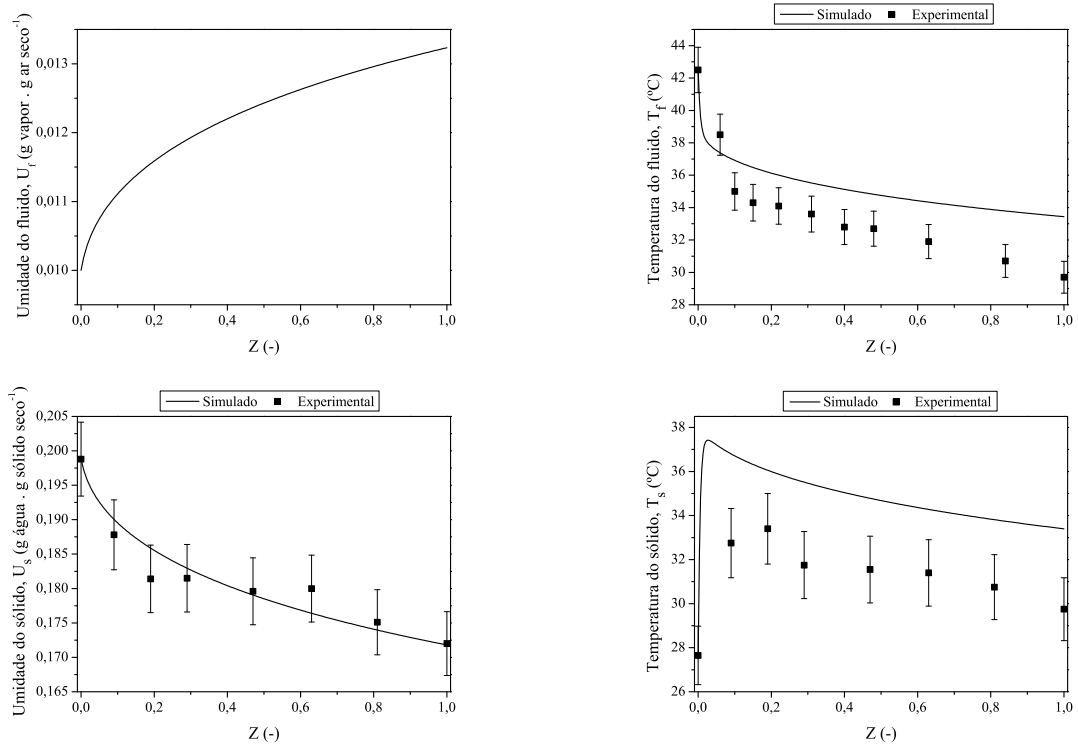 Simulado Experimental
Umidade do fluido, U_f (g vapor . g ar seco⁻¹)
0,013
0,012
0,011
0,010
0,0 0,2 0,4 0,6 0,8 1,0
Z (-)
Temperatura do fluido, T_f (ºC)
44
42
40
38
36
34
32
30
28
0,0 0,2 0,4 0,6 0,8 1,0
Z (-)
Simulado Experimental
Umidade do sólido, U_s (g água . g sólido seco⁻¹)
0,205
0,200
0,195
0,190
0,185
0,180
0,175
0,170
0,165
0,0 0,2 0,4 0,6 0,8 1,0
Z (-)
Simulado Experimental
Temperatura do sólido, T_s (ºC)
38
36
34
32
30
28
26
0,0 0,2 0,4 0,6 0,8 1,0
Z (-)